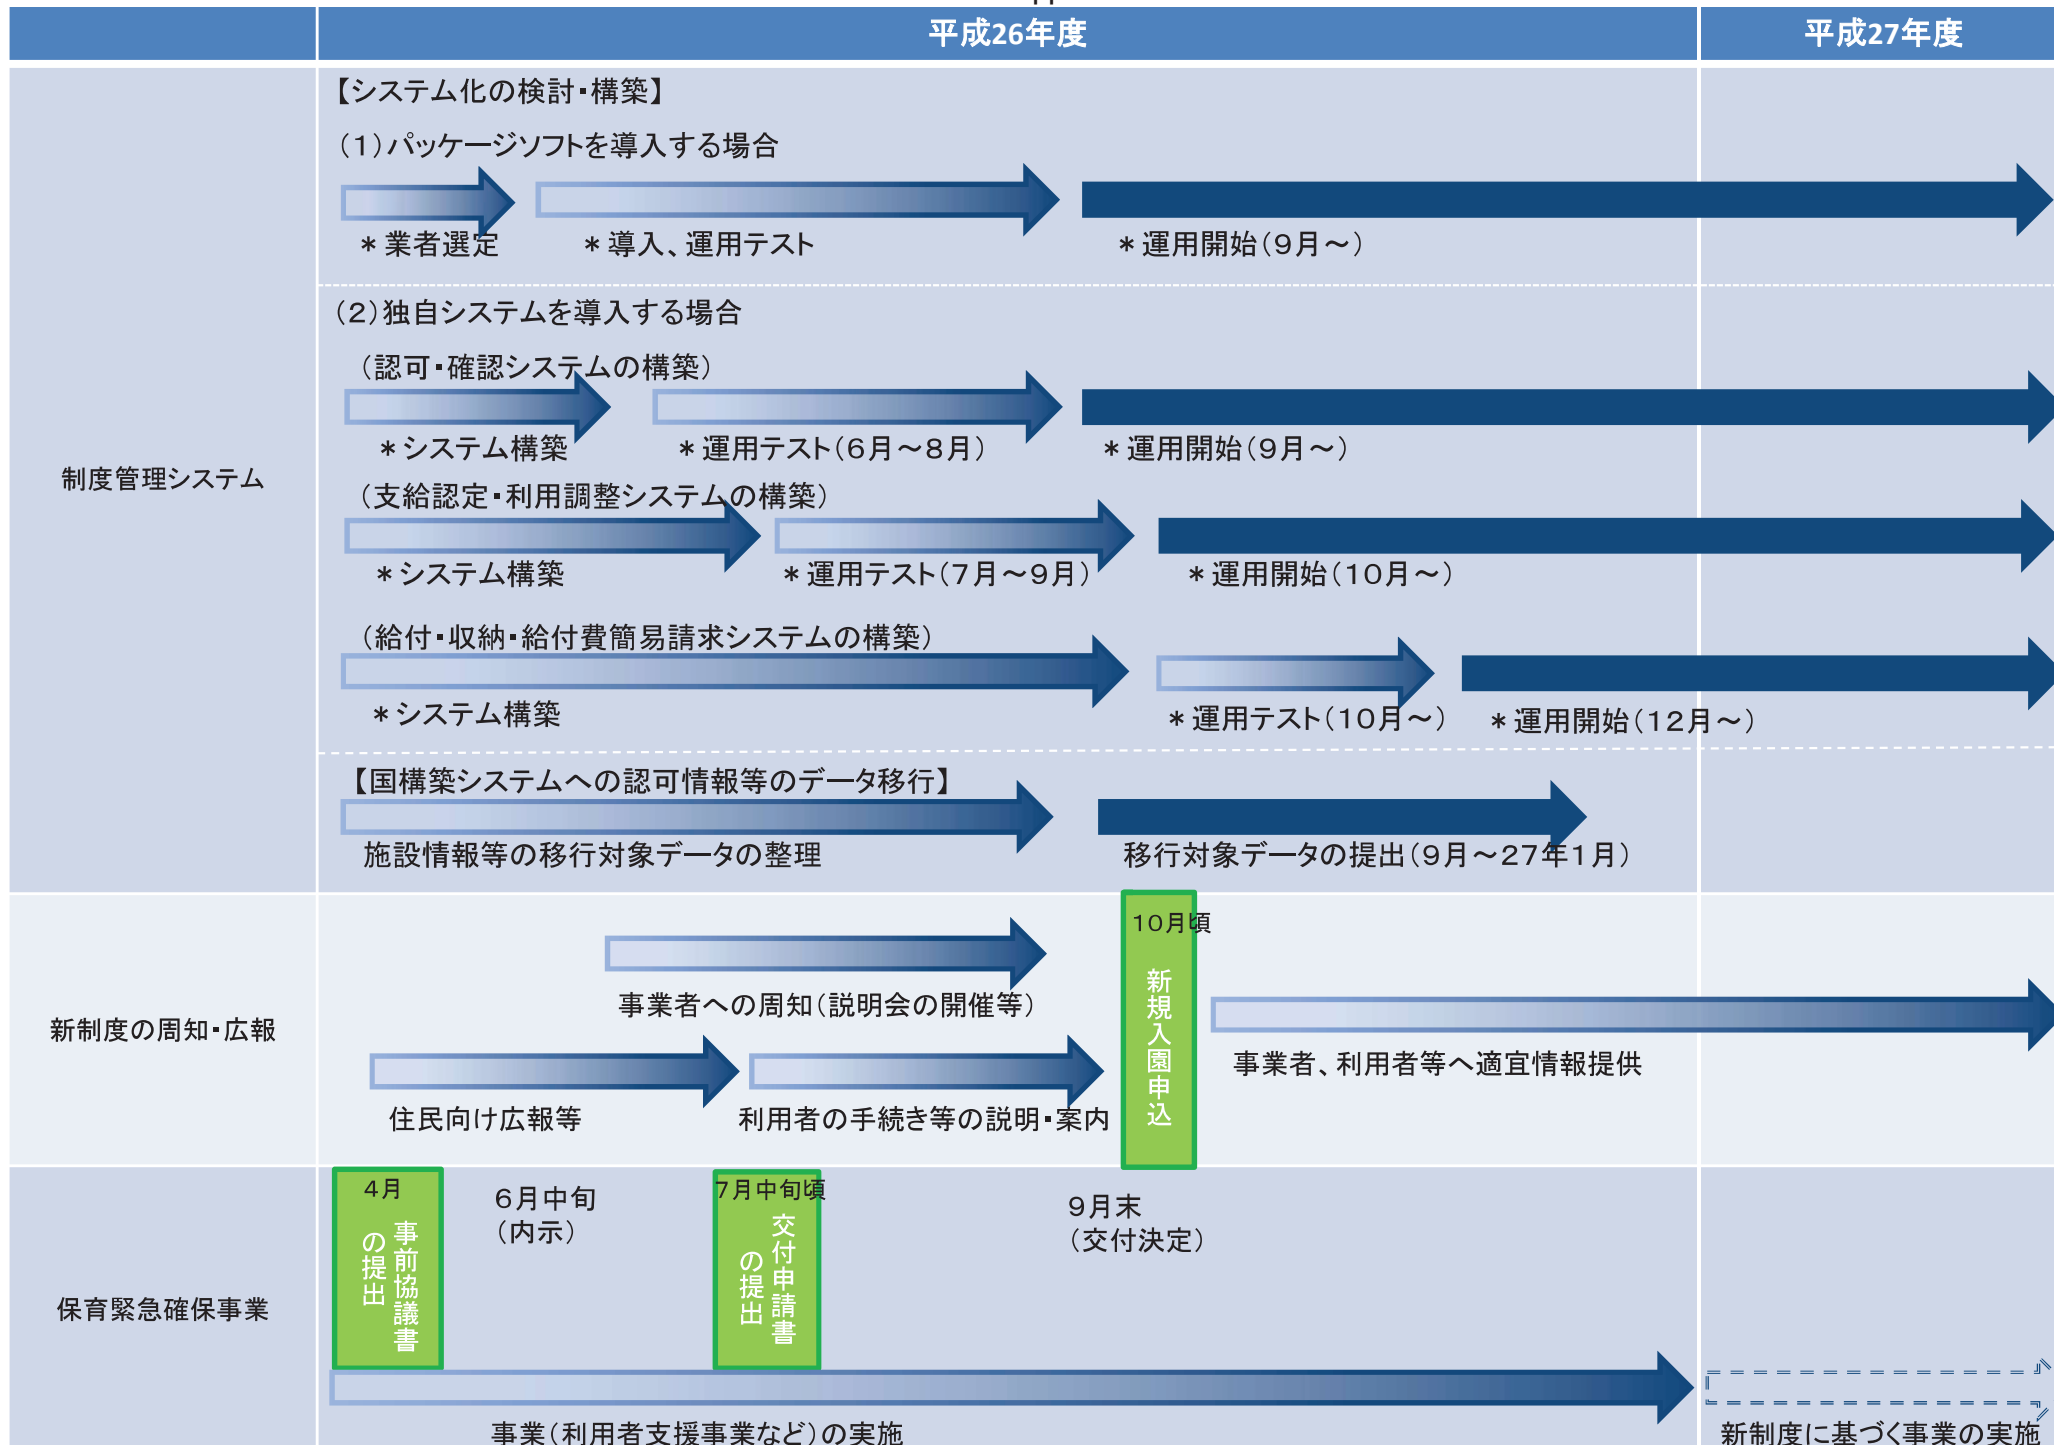 平成26年度
平成27年度
制度管理システム
【システム化の検討・構築】
（１）パッケージソフトを導入する場合
＊業者選定
＊導入、運用テスト
＊運用開始（９月～）
（２）独自システムを導入する場合
（認可・確認システムの構築）
＊システム構築
＊運用テスト（６月～８月）
＊運用開始（９月～）
（支給認定・利用調整システムの構築）
＊システム構築
＊運用テスト（７月～９月）
＊運用開始（１０月～）
（給付・収納・給付費簡易請求システムの構築）
＊システム構築
＊運用テスト（１０月～）
＊運用開始（１２月～）
【国構築システムへの認可情報等のデータ移行】
施設情報等の移行対象データの整理
移行対象データの提出（９月～２７年１月）
新制度の周知・広報
事業者への周知（説明会の開催等）
住民向け広報等
利用者の手続き等の説明・案内
１０月頃
新規入園申込
事業者、利用者等へ適宜情報提供
保育緊急確保事業
４月
事前協議書
の提出
６月中旬
（内示）
７月中旬頃
交付申請書
の提出
９月末
（交付決定）
事業（利用者支援事業など）の実施
新制度に基づく事業の実施